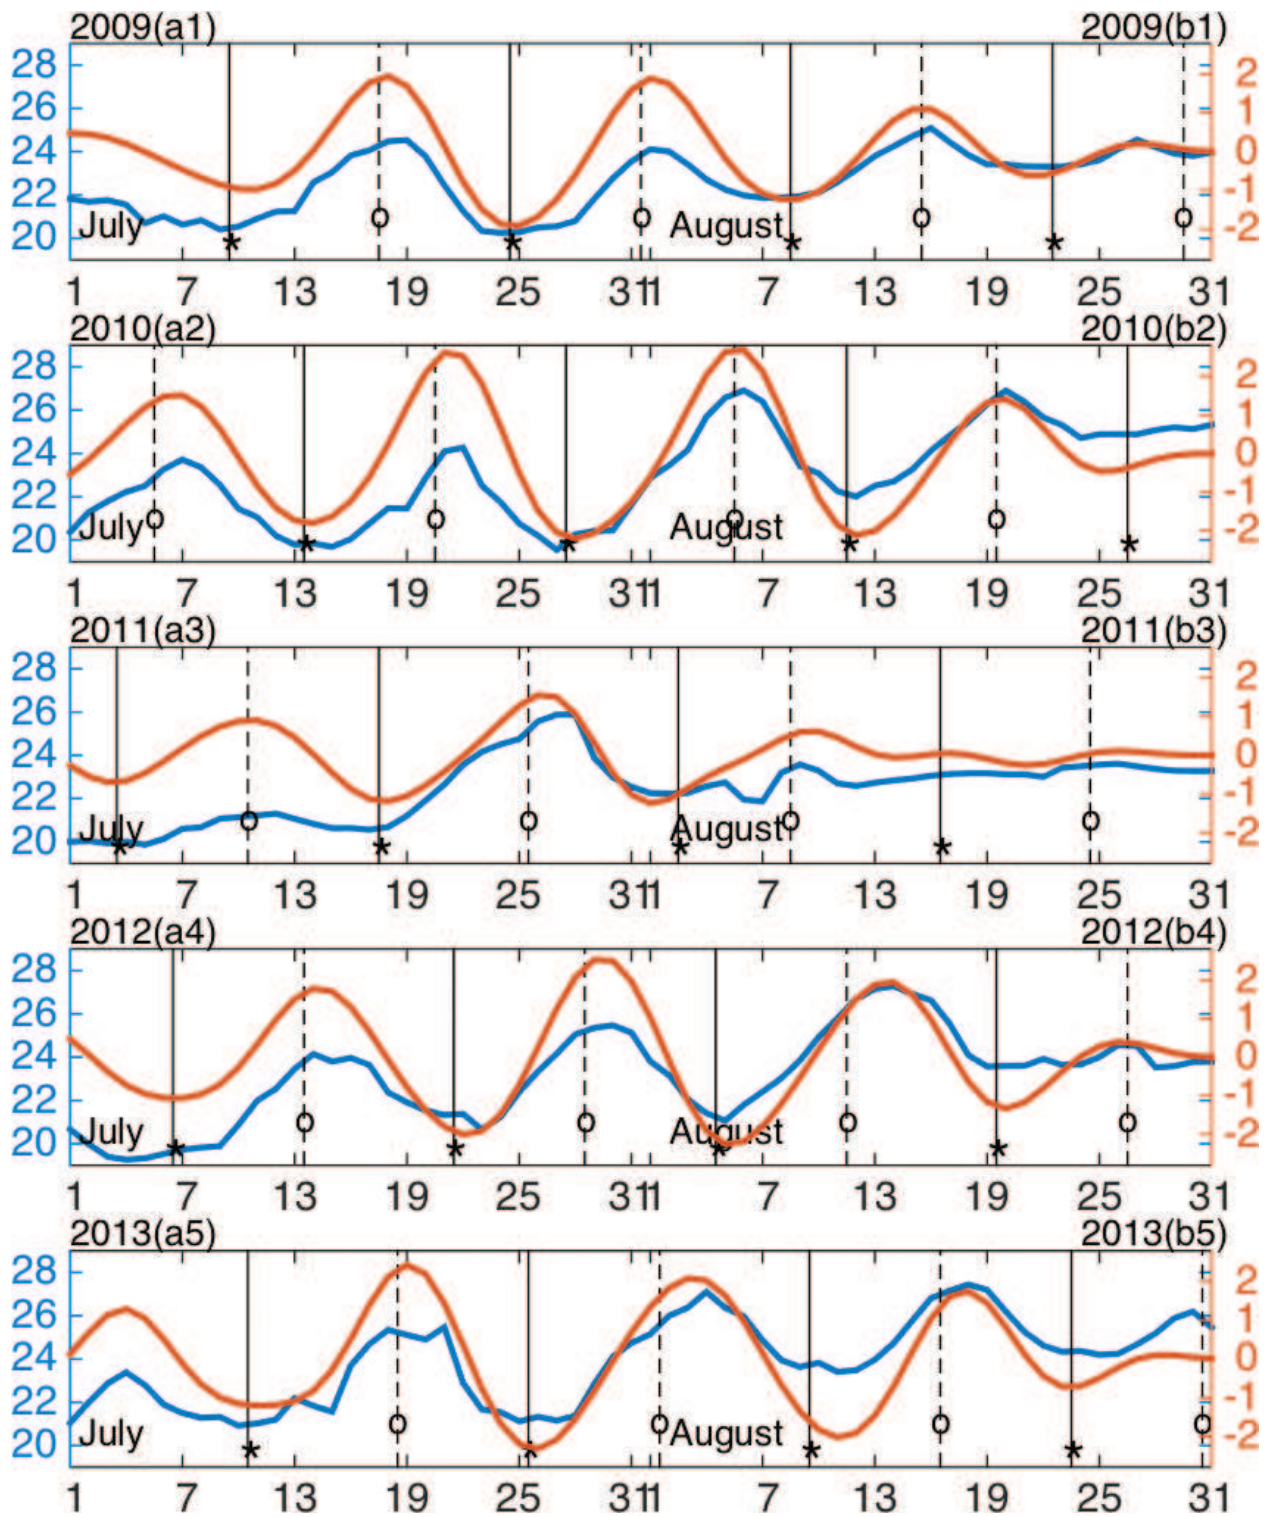 2009(a1) 2009(b1)
28 2
26 1
24 0
22 -1
20 -2
July o o August o o
* * * *
1 7 13 19 25 31 1 7 13 19 25 31
2010(a2) 2010(b2)
28 2
26 1
24 0
22 -1
20 -2
July o o August o o
* * * *
1 7 13 19 25 31 1 7 13 19 25 31
2011(a3) 2011(b3)
28 2
26 1
24 0
22 -1
20 -2
July o o August o o
* * * *
1 7 13 19 25 31 1 7 13 19 25 31
2012(a4) 2012(b4)
28 2
26 1
24 0
22 -1
20 -2
July o o August o o
* * * *
1 7 13 19 25 31 1 7 13 19 25 31
2013(a5) 2013(b5)
28 2
26 1
24 0
22 -1
20 -2
July o o August o o
* * * *
1 7 13 19 25 31 1 7 13 19 25 31